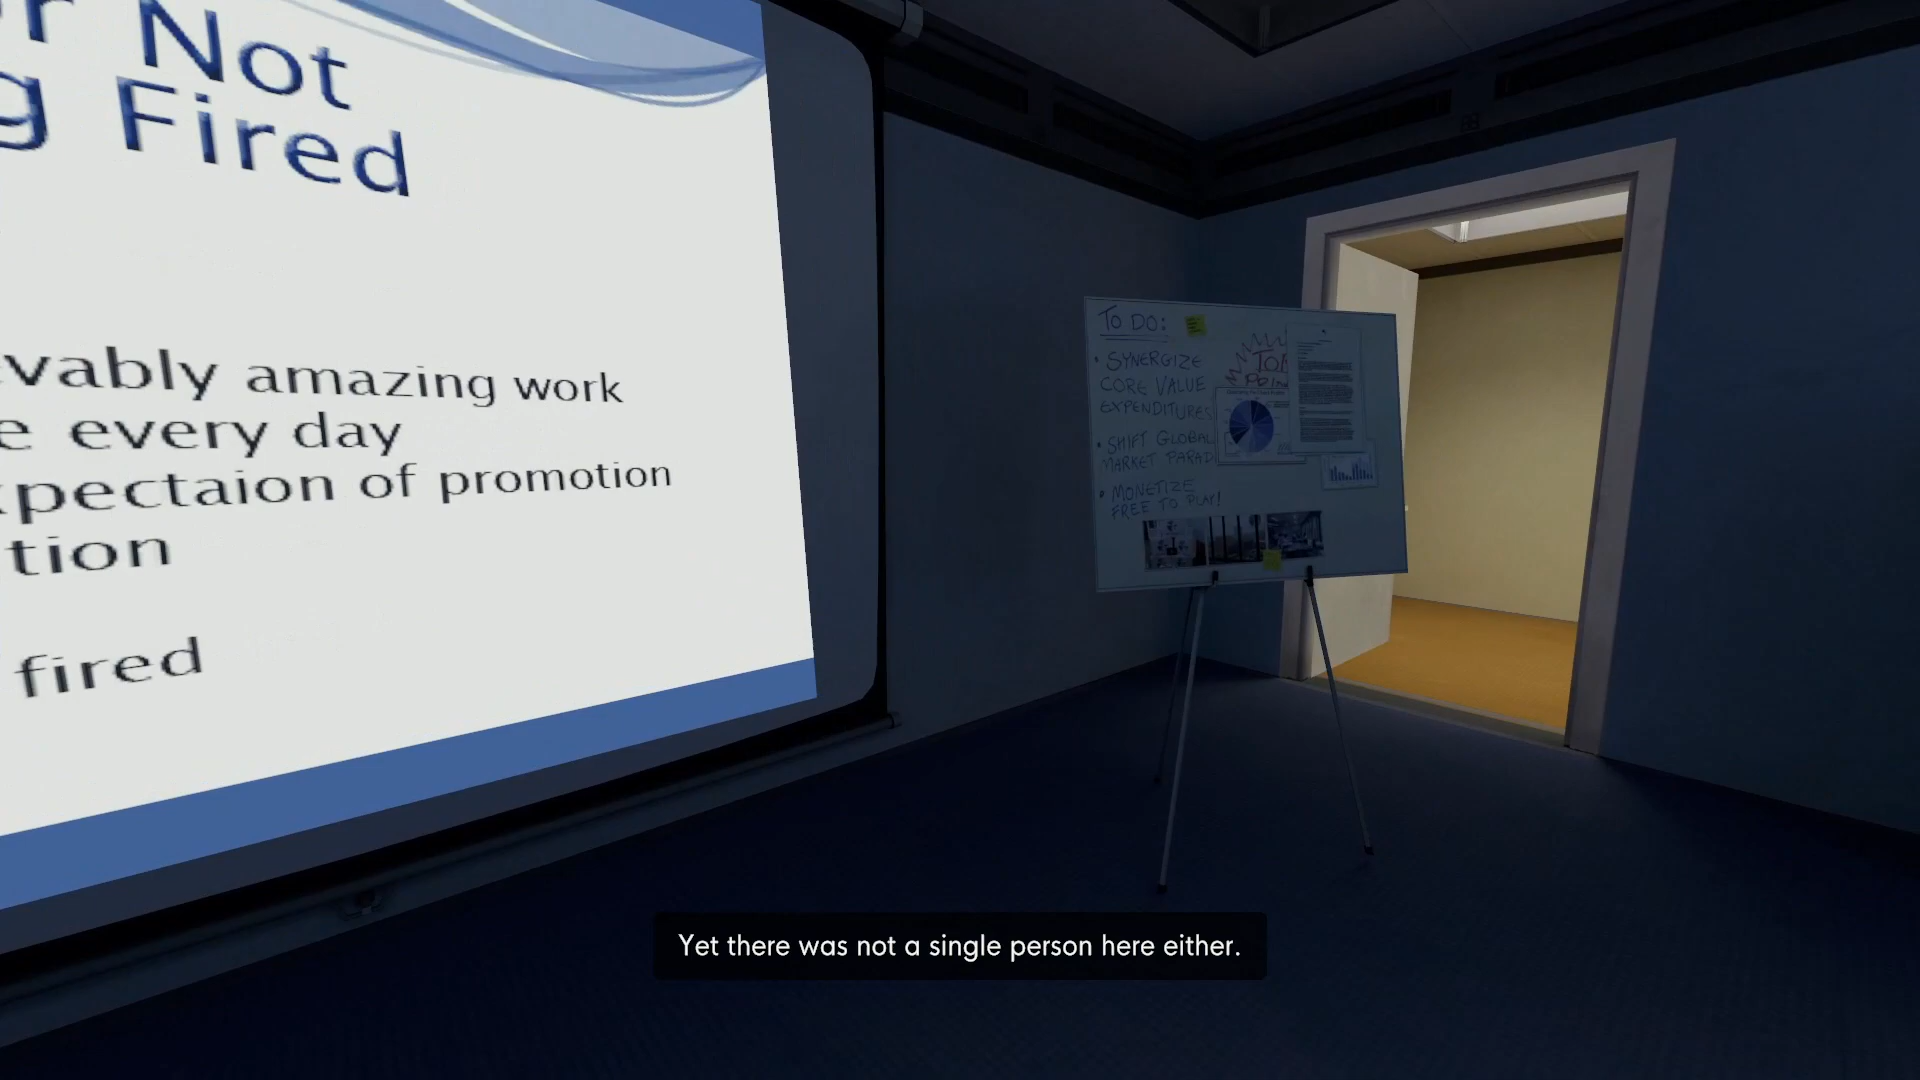 r Not
g Fired
vably amazing work
e every day
pectaion of promotion
tion
fired
TO DO:
• SYNERGIZE
CORE VALUE
EXPENDITURES
• SHIFT GLOBAL
MARKET PARAD
• MONETIZE
FREE TO PLAY!
Yet there was not a single person here either.